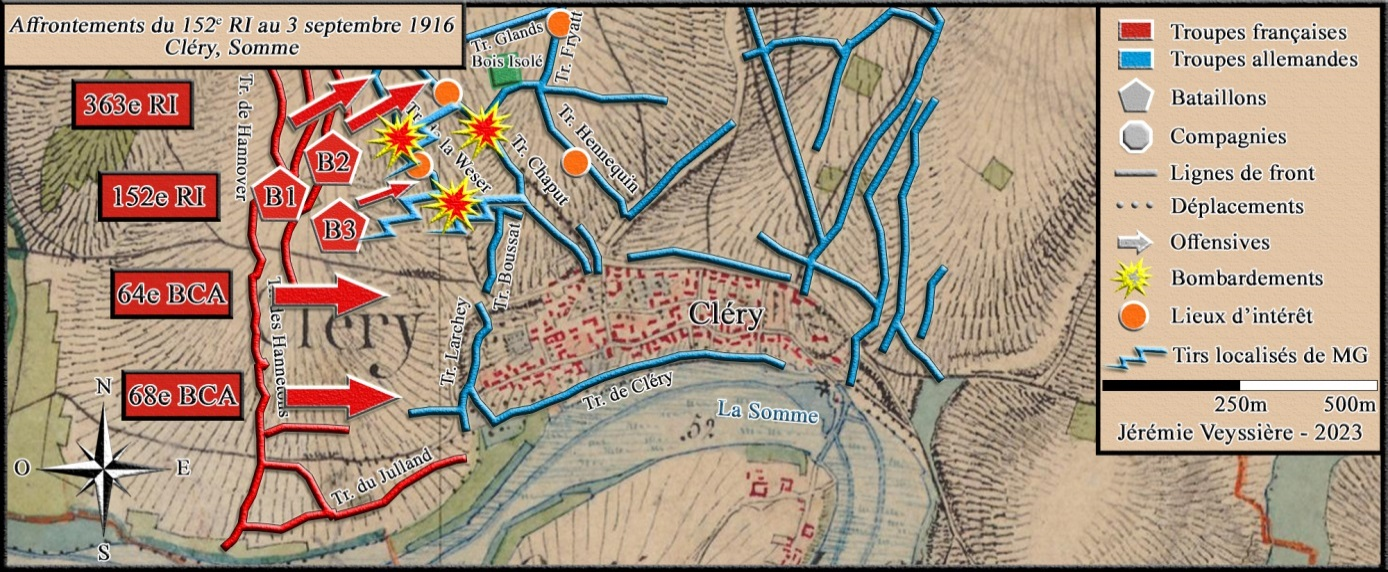 Affrontements du 152e RI au 3 septembre 1916
Cléry, Somme
363e RI
152e RI
64e BCA
68e BCA
B1
B2
B3
Tr. de Hannover
Tr. des Hannetons
Tr. du Julland
Tr. de la Weser
Tr. Glands
Bois Isolé
Tr. Fryatt
Tr. Hennequin
Tr. Chaput
Tr. Boussat
Tr. Larchey
Tr. de Cléry
Cléry
Cléry
La Somme
N
O
E
S
Troupes françaises
Troupes allemandes
Bataillons
Compagnies
Lignes de front
Déplacements
Offensives
Bombardements
Lieux d'intérêt
Tirs localisés de MG
250m
500m
Jérémie Veyssière - 2023